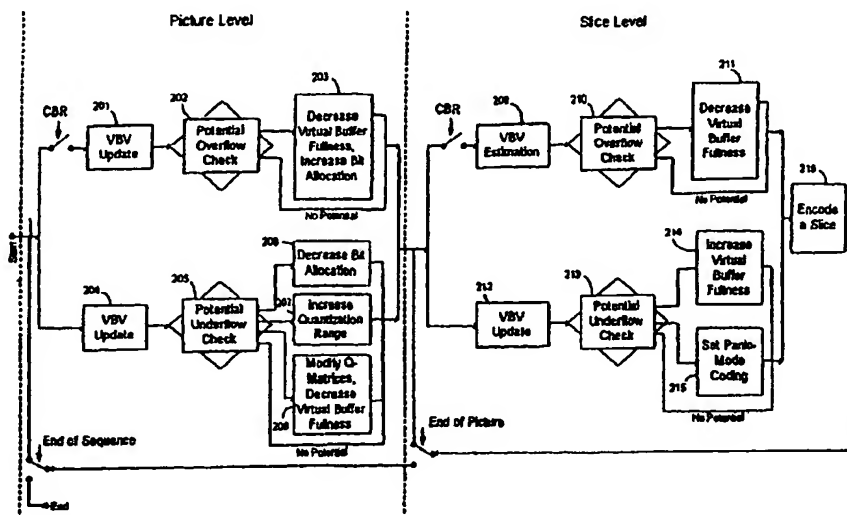 Picture Level
Slice Level
CBR
201
VBV
Update
202
Potential
Overflow
Check
203
Decrease
Virtual Buffer
Fullness,
Increase Bit
Allocation
No Potential
Start
204
VBV
Update
205
Potential
Underflow
Check
206
Decrease Bit
Allocation
207
Increase
Quantization
Range
Modify Q-
Matrices,
Decrease
Virtual Buffer
Fullness
208
No Potential
End of Sequence
End
CBR
209
VBV
Estimation
210
Potential
Overflow
Check
211
Decrease
Virtual
Buffer
Fullness
No Potential
212
VBV
Update
213
Potential
Underflow
Check
214
Increase
Virtual
Buffer
Fullness
Set Panic-
Mode
Coding
215
No Potential
End of Picture
216
Encode
a Slice